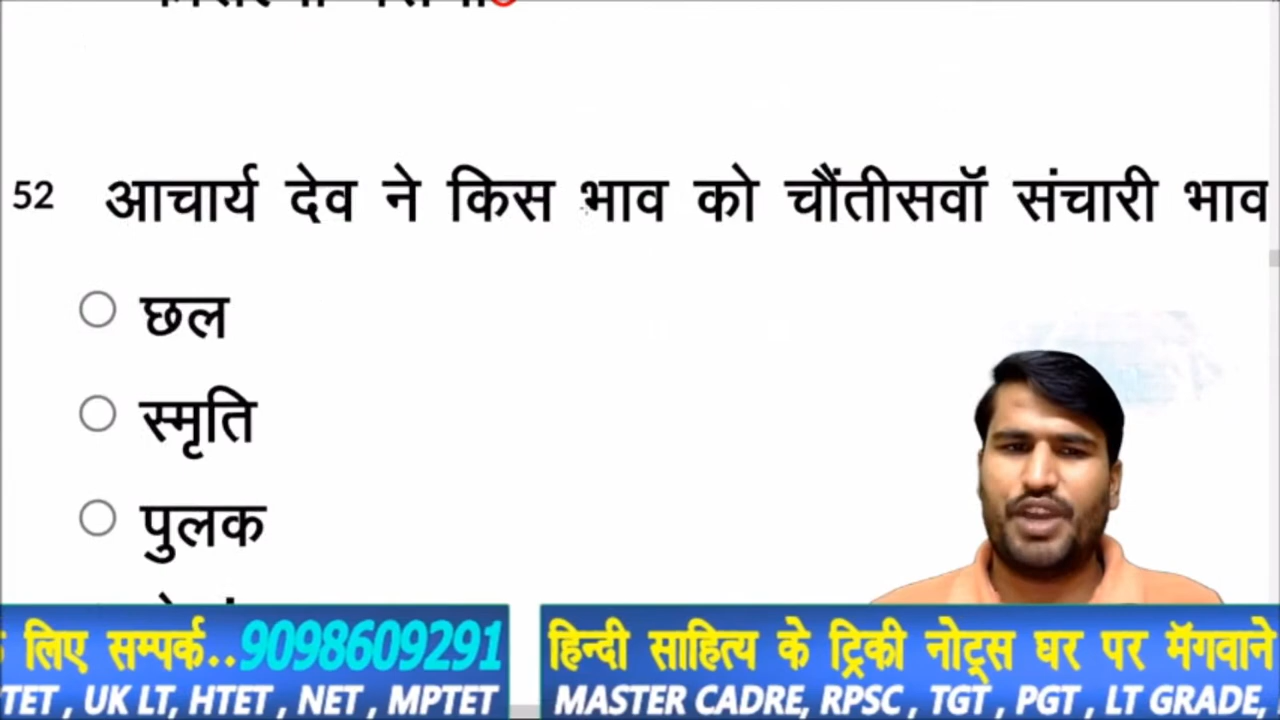 52 आचार्य देव ने किस भाव को चौंतीसवॉ संचारी भाव
छल
स्मृति
पुलक
लिए सम्पर्क..9098609291
हिन्दी साहित्य के ट्रिकी नोट्स घर पर मॅगवाने
TET , UK LT, HTET , NET , MPTET
MASTER CADRE, RPSC , TGT , PGT , LT GRADE,